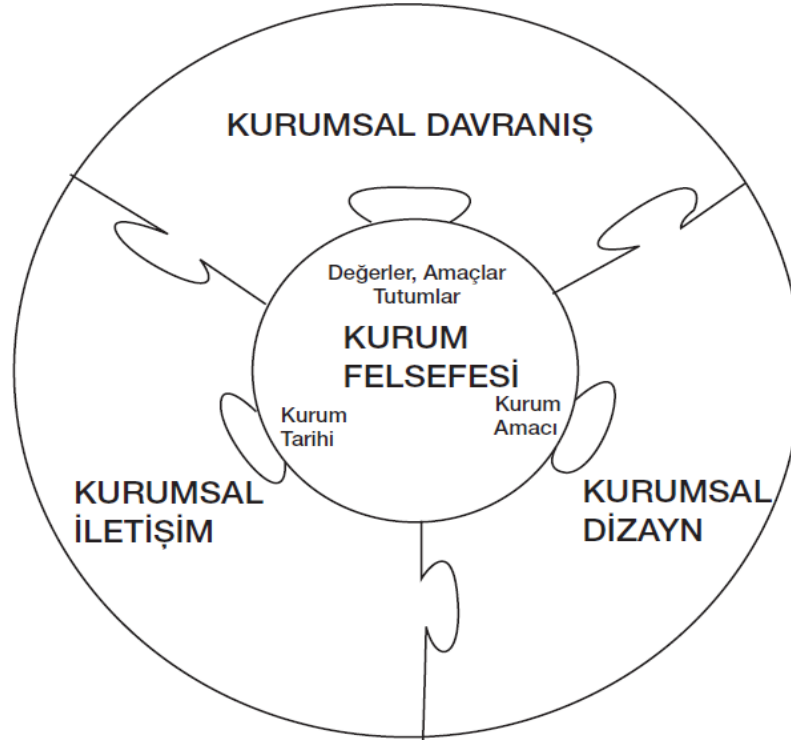 KURUMSAL DAVRANIŞ
Değerler, Amaçlar
Tutumlar
KURUM
FELSEFESİ
Kurum
Tarihi
Kurum
Amacı
KURUMSAL
İLETİŞİM
KURUMSAL
DİZAYN